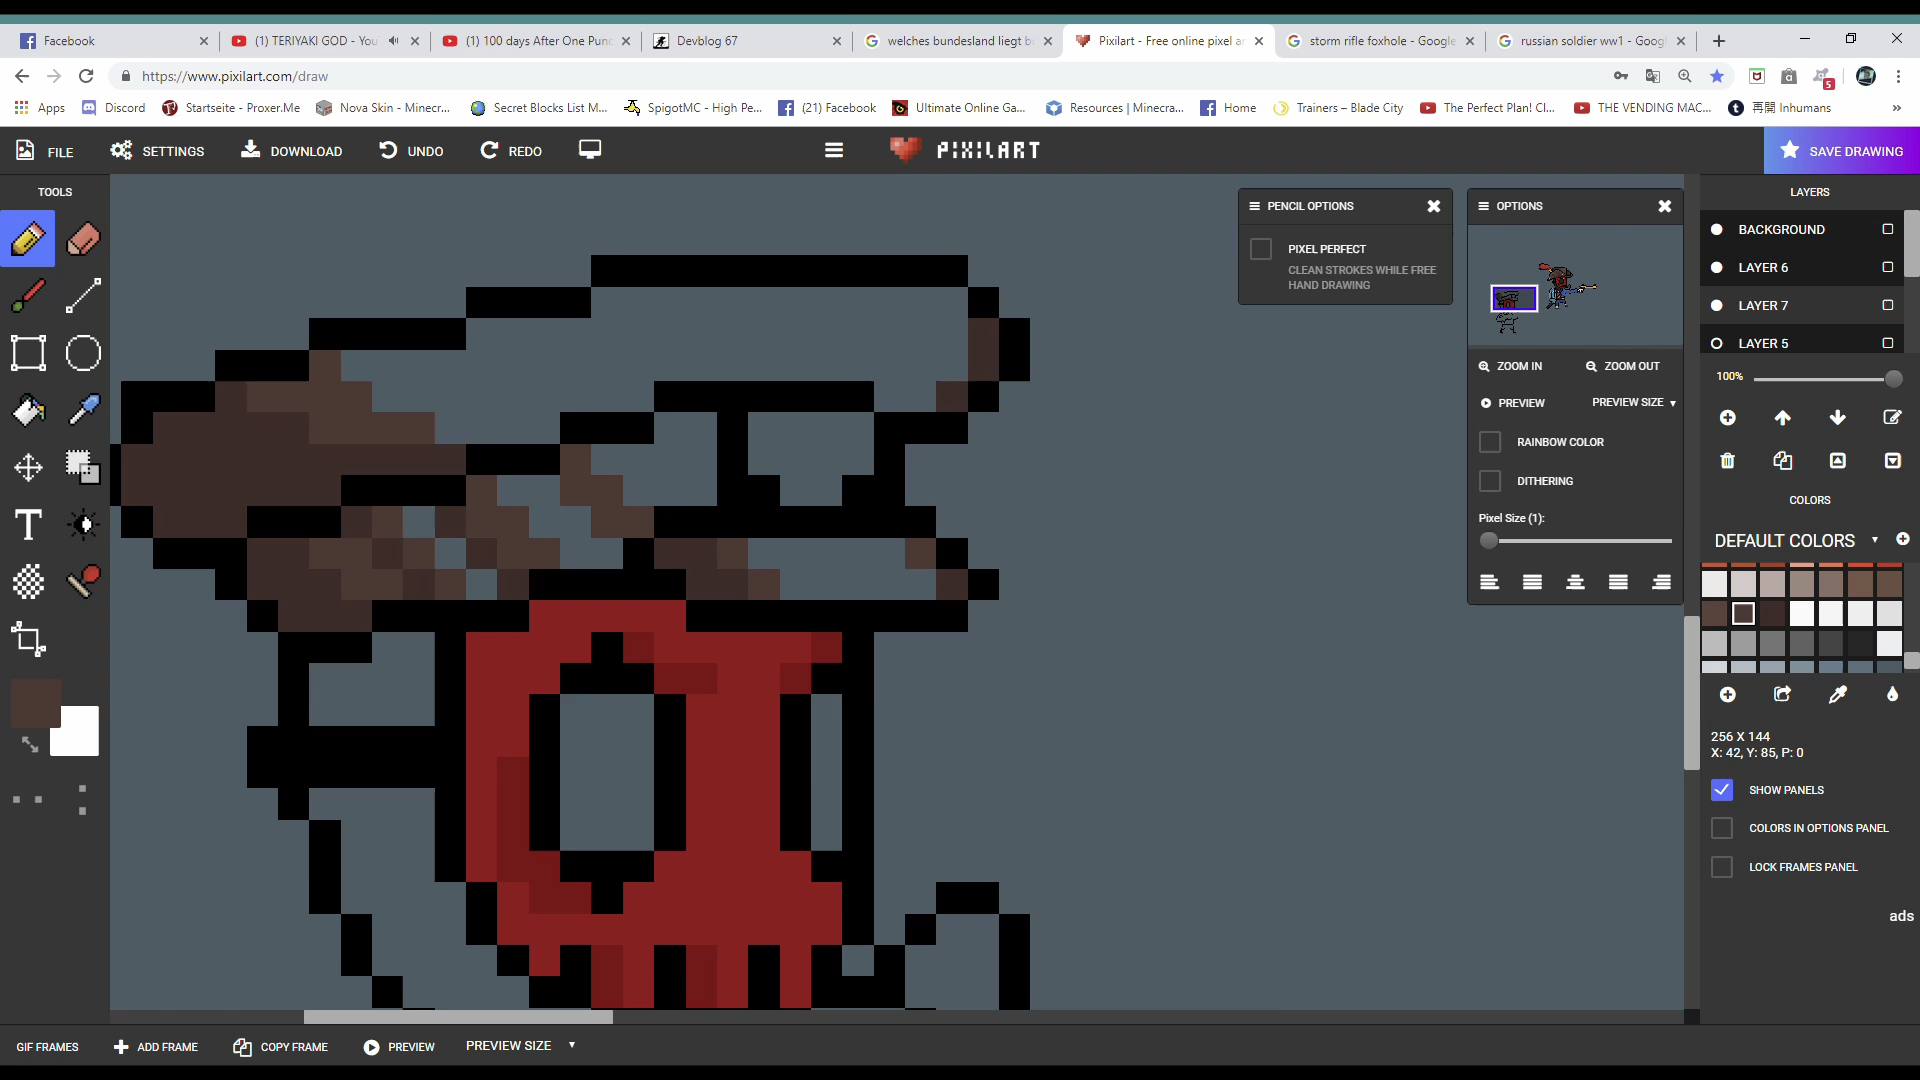 Facebook
(1) TERIYAKI GOD - You
(1) 100 days After One Punc
Devblog 67
welches bundesland liegt b
Pixilart - Free online pixel ar
storm rifle foxhole - Google
russian soldier ww1 - Googl
https://www.pixilart.com/draw
5
Apps
Discord
Startseite - Proxer.Me
Nova Skin - Minecr...
Secret Blocks List M...
SpigotMC - High Pe...
(21) Facebook
Ultimate Online Ga...
Resources | Minecra...
Home
Trainers – Blade City
The Perfect Plan! Cl...
THE VENDING MAC...
再開 Inhumans
FILE
SETTINGS
DOWNLOAD
UNDO
REDO
PIXILART
SAVE DRAWING
TOOLS
PENCIL OPTIONS
PIXEL PERFECT
CLEAN STROKES WHILE FREE
HAND DRAWING
OPTIONS
ZOOM IN
ZOOM OUT
PREVIEW
PREVIEW SIZE
RAINBOW COLOR
DITHERING
Pixel Size (1):
LAYERS
BACKGROUND
LAYER 6
LAYER 7
LAYER 5
100%
COLORS
DEFAULT COLORS
256 X 144
X: 42, Y: 85, P: 0
SHOW PANELS
COLORS IN OPTIONS PANEL
LOCK FRAMES PANEL
ads
GIF FRAMES
ADD FRAME
COPY FRAME
PREVIEW
PREVIEW SIZE